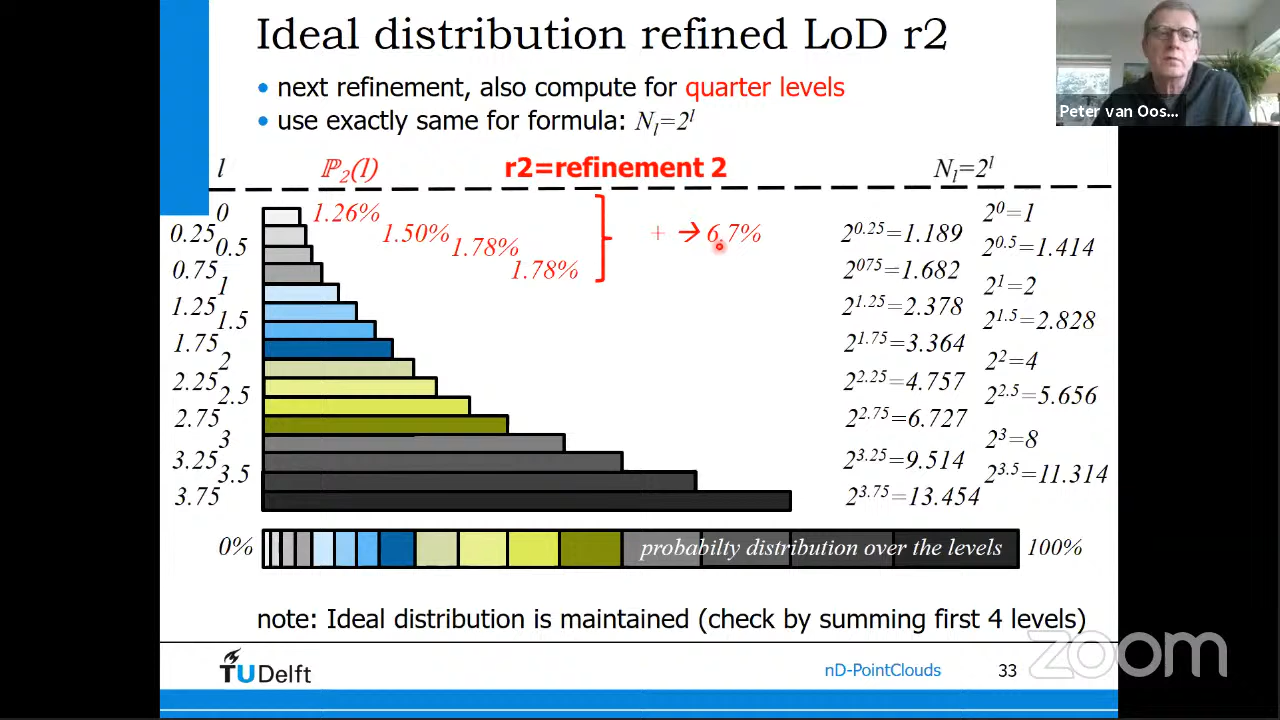 Ideal distribution refined LoD r2
• next refinement, also compute for quarter levels
• use exactly same for formula: Nl=2^l
Peter van Oos...
l ℙ2(l) r2=refinement 2 Nl=2^l
0 1.26% 2^0=1
0.25 1.50% + → 6.7% 2^0.25=1.189
0.5 1.78% 2^0.5=1.414
0.75 1.78% 2^075=1.682
1 2^1=2
1.25 2^1.25=2.378
1.5 2^1.5=2.828
1.75 2^1.75=3.364
2 2^2=4
2.25 2^2.25=4.757
2.5 2^2.5=5.656
2.75 2^2.75=6.727
3 2^3=8
3.25 2^3.25=9.514
3.5 2^3.5=11.314
3.75 2^3.75=13.454
0% probabilty distribution over the levels 100%
note: Ideal distribution is maintained (check by summing first 4 levels)
TUDelft nD-PointClouds 33
zoom